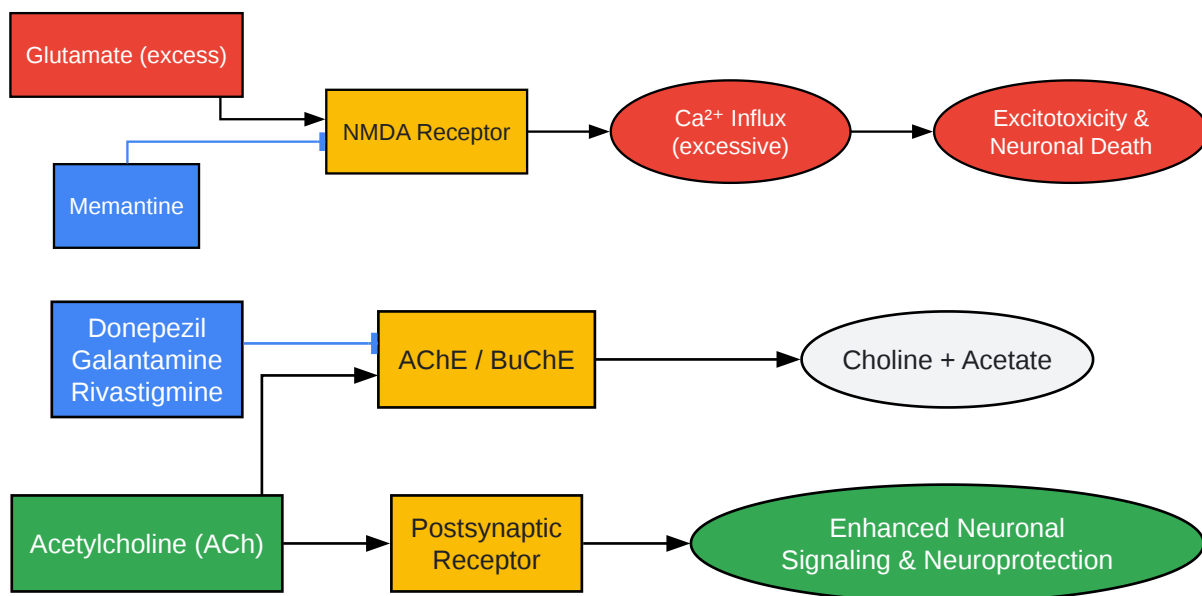 Glutamate (excess)
NMDA Receptor
Ca²⁺ Influx
(excessive)
Excitotoxicity &
Neuronal Death
Memantine
Donepezil
Galantamine
Rivastigmine
AChE / BuChE
Choline + Acetate
Acetylcholine (ACh)
Postsynaptic
Receptor
Enhanced Neuronal
Signaling & Neuroprotection